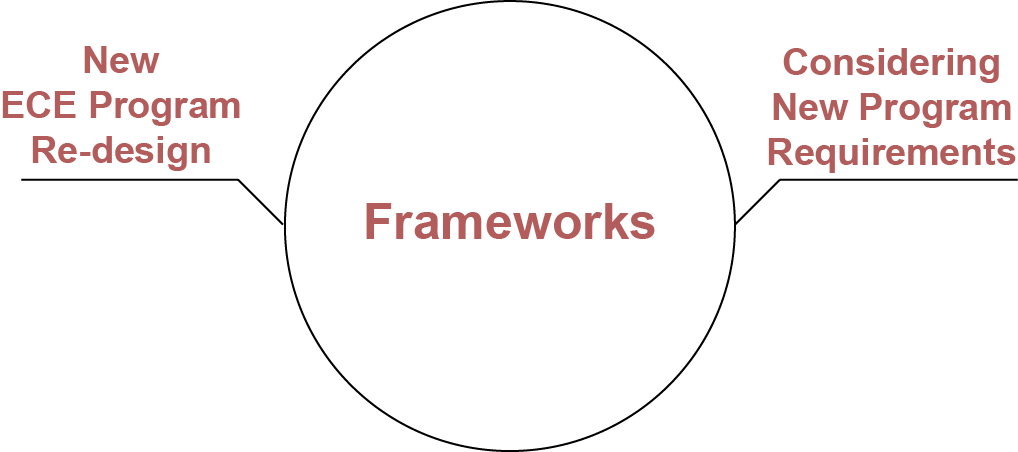 New
ECE Program
Re-design
Frameworks
Considering
New Program
Requirements